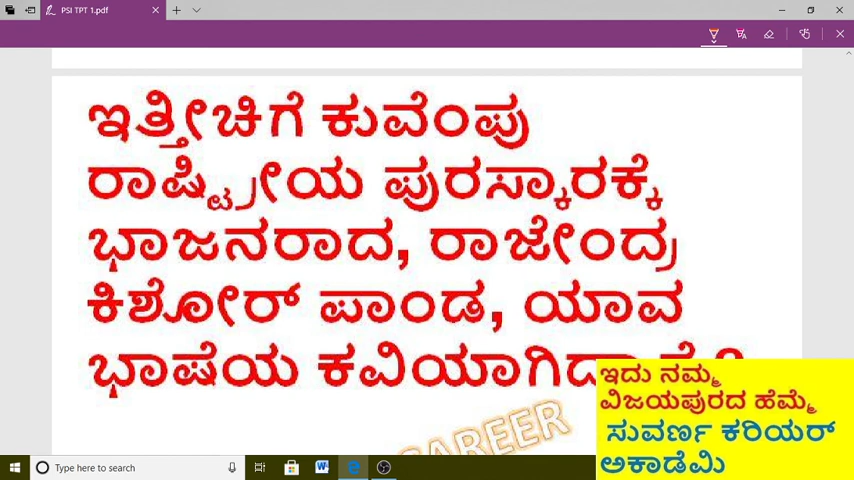 PSI TPT 1.pdf
ಇತ್ತೀಚಿಗೆ ಕುವೆಂಪು
ರಾಷ್ಟ್ರೀಯ ಪುರಸ್ಕಾರಕ್ಕೆ
ಭಾಜನರಾದ, ರಾಜೇಂದ್ರ
ಕಿಶೋರ್ ಪಾಂಡ, ಯಾವ
ಭಾಷೆಯ
CAREER
ಇದು ನಮ್ಮ
ವಿಜಯಪುರದ ಹೆಮ್ಮೆ
ಸುವರ್ಣ ಕರಿಯರ್
ಅಕಾಡೆಮಿ
Type here to search